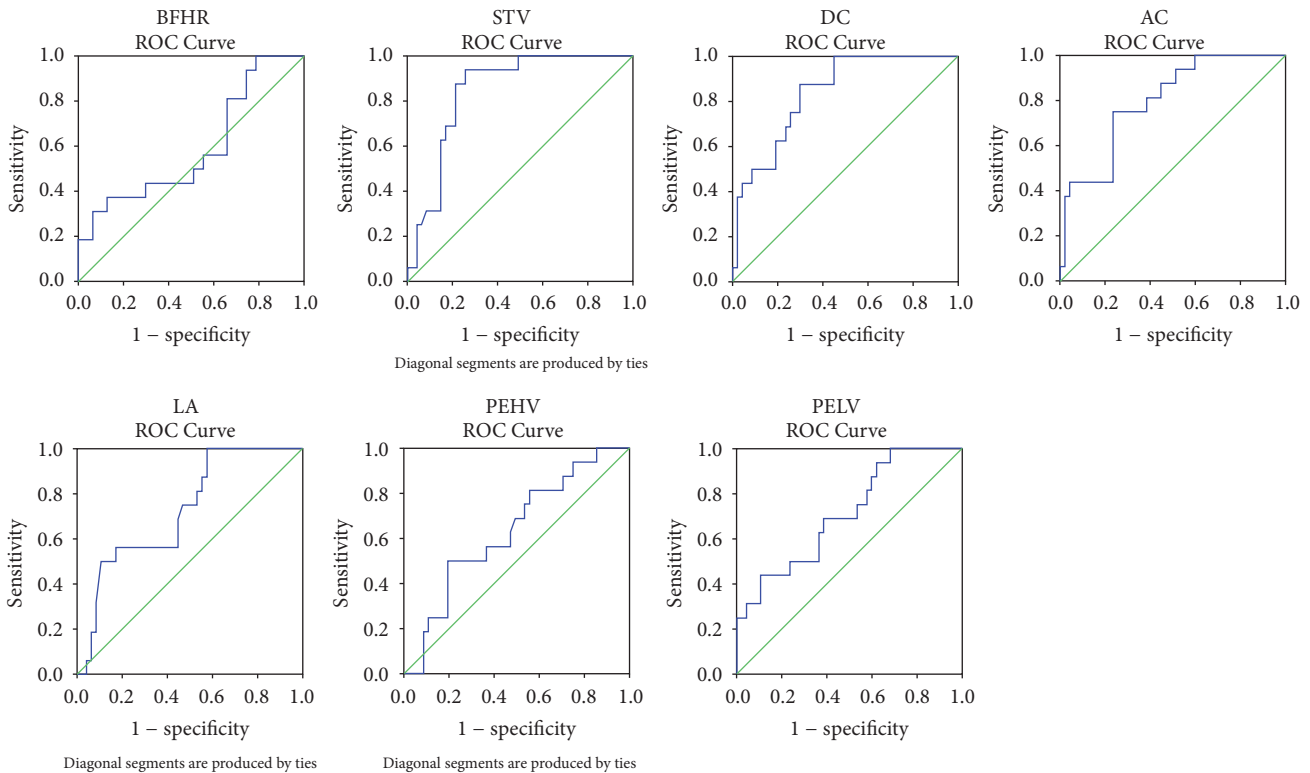 BFHR
ROC Curve
1.0
0.8
0.6
0.4
0.2
0.0
Sensitivity
0.0 0.2 0.4 0.6 0.8 1.0
1 − specificity
STV
ROC Curve
1.0
0.8
0.6
0.4
0.2
0.0
Sensitivity
0.0 0.2 0.4 0.6 0.8 1.0
1 − specificity
Diagonal segments are produced by ties
DC
ROC Curve
1.0
0.8
0.6
0.4
0.2
0.0
Sensitivity
0.0 0.2 0.4 0.6 0.8 1.0
1 − specificity
AC
ROC Curve
1.0
0.8
0.6
0.4
0.2
0.0
Sensitivity
0.0 0.2 0.4 0.6 0.8 1.0
1 − specificity
LA
ROC Curve
1.0
0.8
0.6
0.4
0.2
0.0
Sensitivity
0.0 0.2 0.4 0.6 0.8 1.0
1 − specificity
Diagonal segments are produced by ties
PEHV
ROC Curve
1.0
0.8
0.6
0.4
0.2
0.0
Sensitivity
0.0 0.2 0.4 0.6 0.8 1.0
1 − specificity
Diagonal segments are produced by ties
PELV
ROC Curve
1.0
0.8
0.6
0.4
0.2
0.0
Sensitivity
0.0 0.2 0.4 0.6 0.8 1.0
1 − specificity